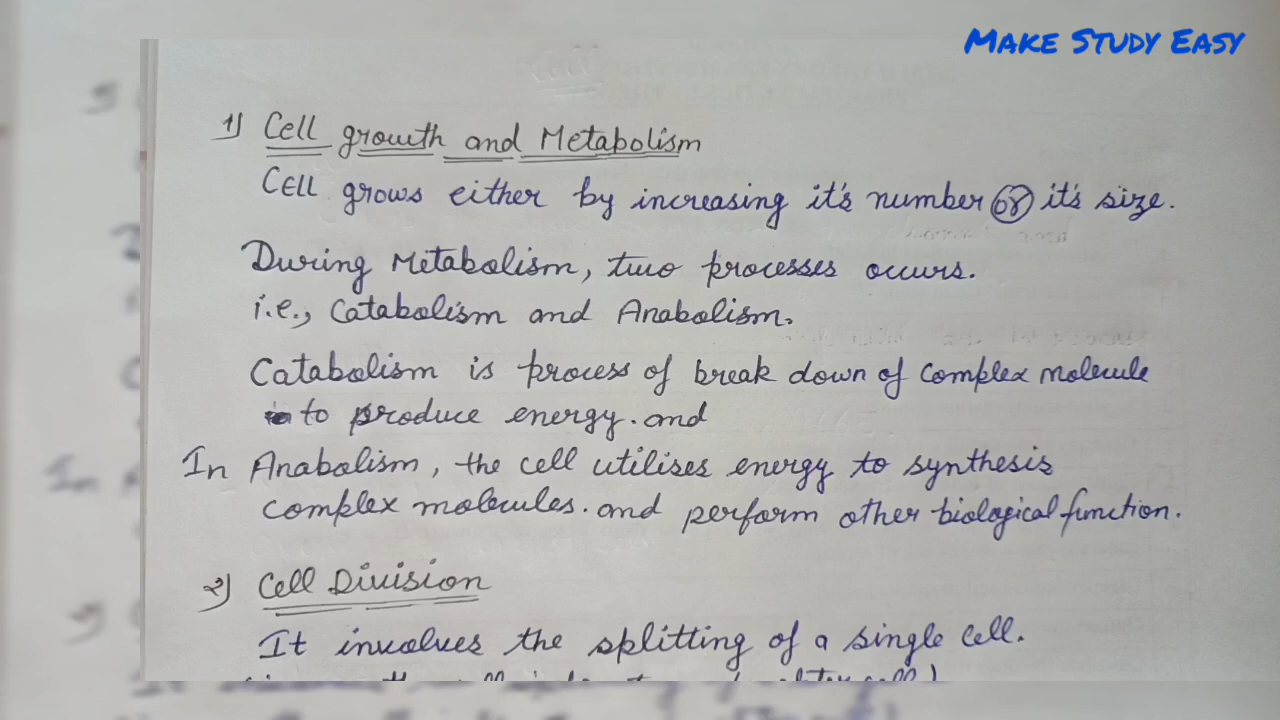 MAKE STUDY EASY
1) Cell growth and Metabolism
Cell grows either by increasing it's number or it's size.
During Metabolism, two processes occurs.
i.e., Catabolism and Anabolism.
Catabolism is process of break down of complex molecule
to produce energy. and
In Anabolism, the cell utilises energy to synthesis
complex molecules. and perform other biological function.
2) Cell Division
It involves the splitting of a single cell.